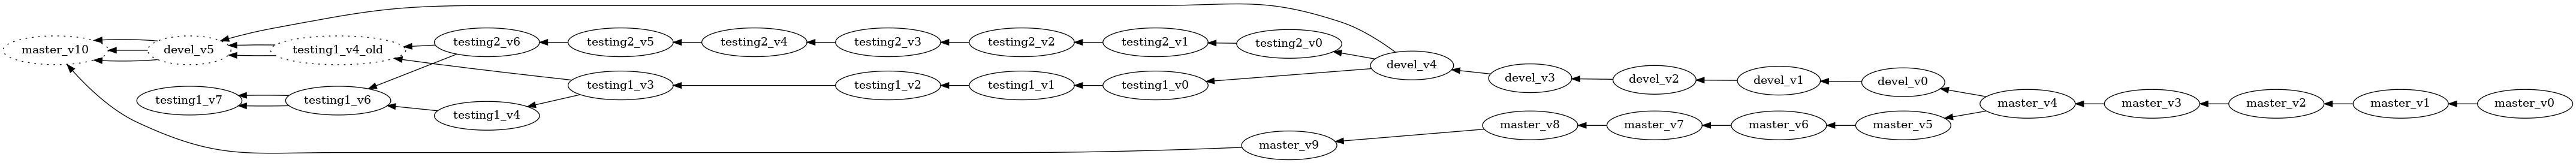 master_v10
devel_v5
testing1_v4_old
testing2_v6
testing2_v5
testing2_v4
testing2_v3
testing2_v2
testing2_v1
testing2_v0
devel_v4
devel_v3
devel_v2
devel_v1
devel_v0
testing1_v7
testing1_v6
testing1_v4
testing1_v3
testing1_v2
testing1_v1
testing1_v0
master_v9
master_v8
master_v7
master_v6
master_v5
master_v4
master_v3
master_v2
master_v1
master_v0